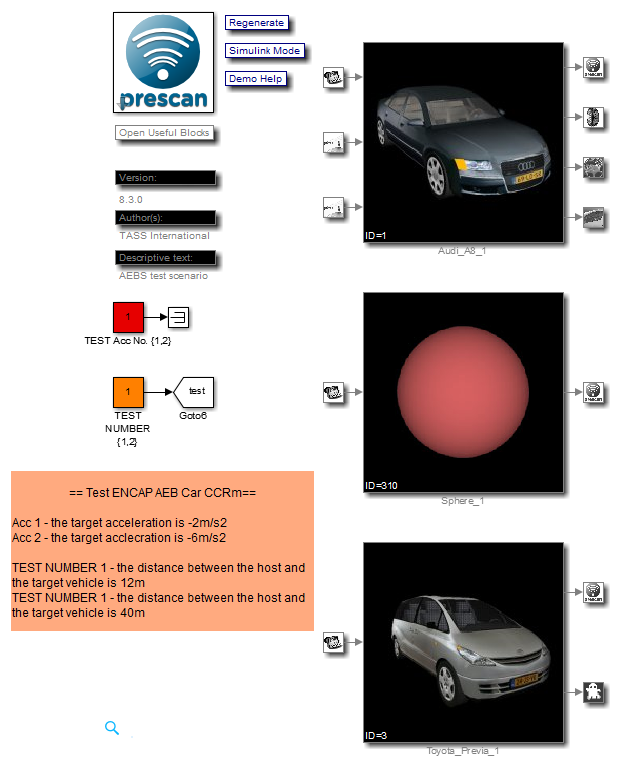 prescan
Regenerate
Simulink Mode
Demo Help
Open Useful Blocks
Version:
8.3.0
Author(s):
TASS International
Descriptive text:
AEBS test scenario
1
TEST Acc No. {1,2}
1
test
TEST
NUMBER
{1,2}
Goto6
== Test ENCAP AEB Car CCRm==
Acc 1 - the target acceleration is -2m/s2
Acc 2 - the target acclecration is -6m/s2
TEST NUMBER 1 - the distance between the host and
the target vehicle is 12m
TEST NUMBER 1 - the distance between the host and
the target vehicle is 40m
ID=1
Audi_A8_1
ID=310
Sphere_1
ID=3
Toyota_Previa_1